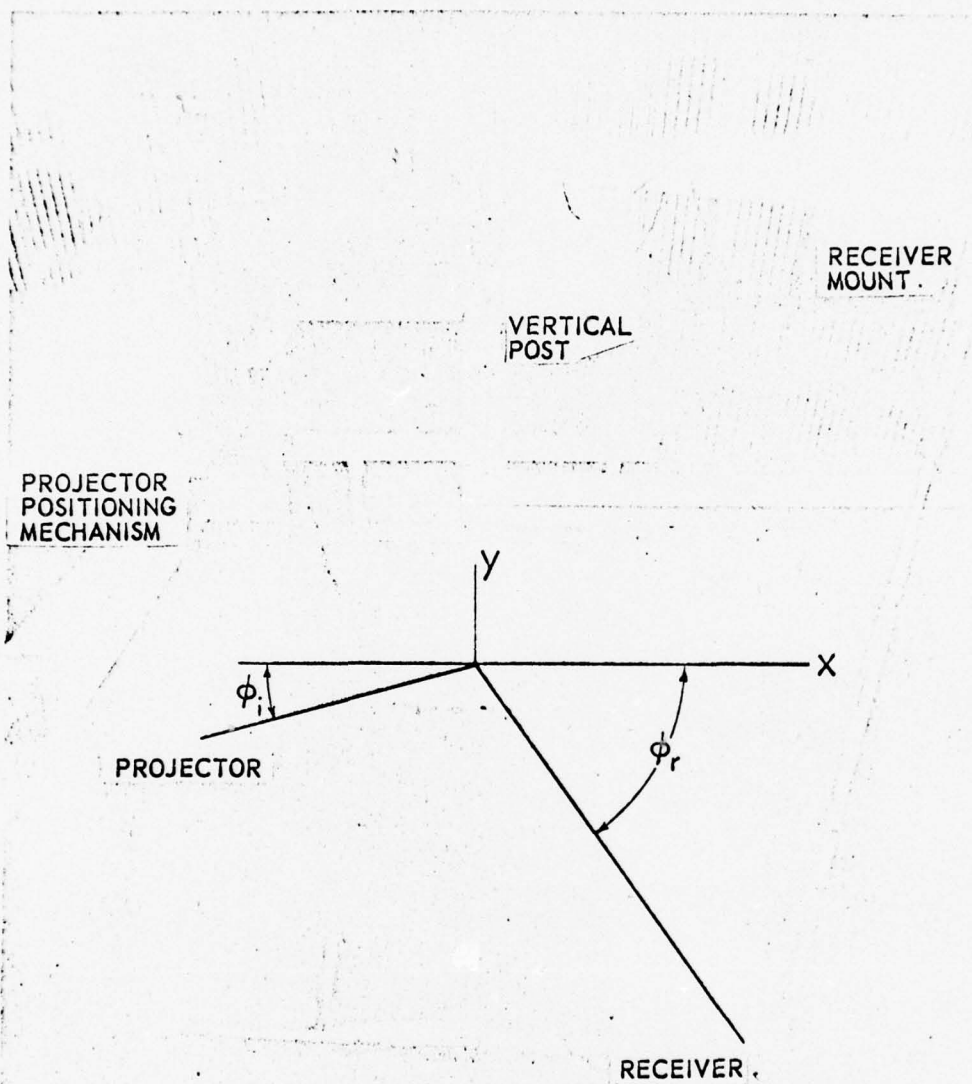 RECEIVER
MOUNT
VERTICAL
POST
PROJECTOR
POSITIONING
MECHANISM
y
x
ϕi
ϕr
PROJECTOR
RECEIVER